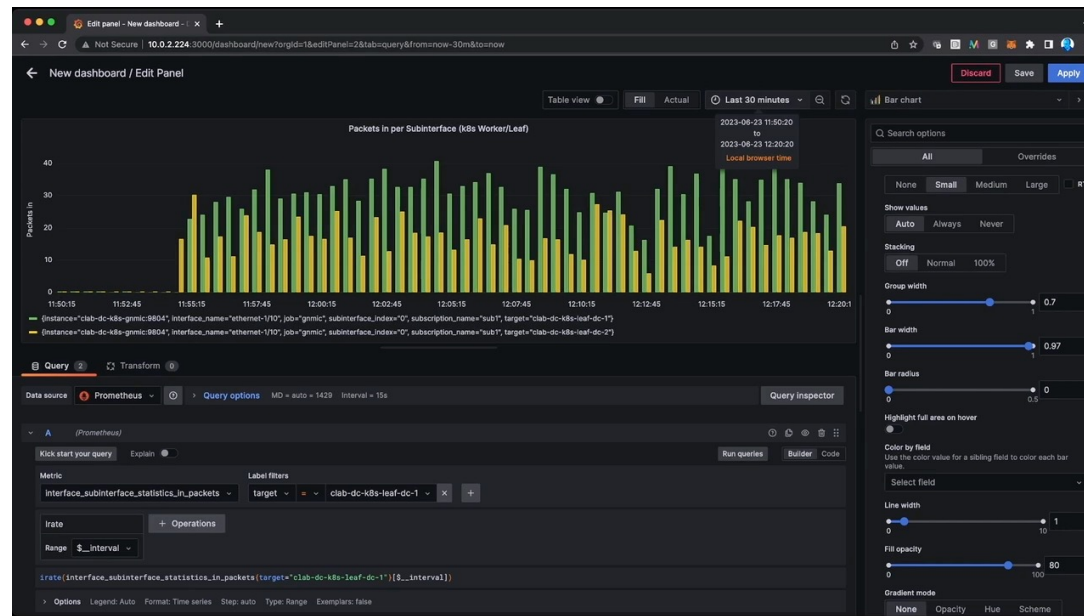 Edit panel - New dashboard -
Not Secure | 10.0.2.224:3000/dashboard/new?orgId=1&editPanel=2&tab=query&from=now-30m&to=now
New dashboard / Edit Panel
Discard Save Apply
Table view Fill Actual Last 30 minutes Bar chart
2023-06-23 11:50:20
to
2023-06-23 12:20:20
Local browser time
Packets in per Subinterface (k8s Worker/Leaf)
Packets in
40
30
20
10
0
11:50:15 11:52:45 11:55:15 11:57:45 12:00:15 12:02:45 12:05:15 12:07:45 12:10:15 12:12:45 12:15:15 12:17:45 12:20:1
{instance="clab-dc-k8s-gnmic:9804", interface_name="ethernet-1/10", job="gnmic", subinterface_index="0", subscription_name="sub1", target="clab-dc-k8s-leaf-dc-1"}
{instance="clab-dc-k8s-gnmic:9804", interface_name="ethernet-1/10", job="gnmic", subinterface_index="0", subscription_name="sub1", target="clab-dc-k8s-leaf-dc-2"}
Query 2 Transform 0
Data source Prometheus Query options MD = auto = 1429 Interval = 15s Query inspector
A (Prometheus)
Kick start your query Explain Run queries Builder Code
Metric Label filters
interface_subinterface_statistics_in_packets target = clab-dc-k8s-leaf-dc-1
Irate + Operations
Range $__interval
irate(interface_subinterface_statistics_in_packets{target="clab-dc-k8s-leaf-dc-1"}[$__interval])
Options Legend: Auto Format: Time series Step: auto Type: Range Exemplars: false
Search options
All Overrides
None Small Medium Large
Show values
Auto Always Never
Stacking
Off Normal 100%
Group width
0 1 0.7
Bar width
0 1 0.97
Bar radius
0 0.5 0
Highlight full area on hover
Color by field
Use the color value for a sibling field to color each bar
value.
Select field
Line width
0 10 1
Fill opacity
0 100 80
Gradient mode
None Opacity Hue Scheme